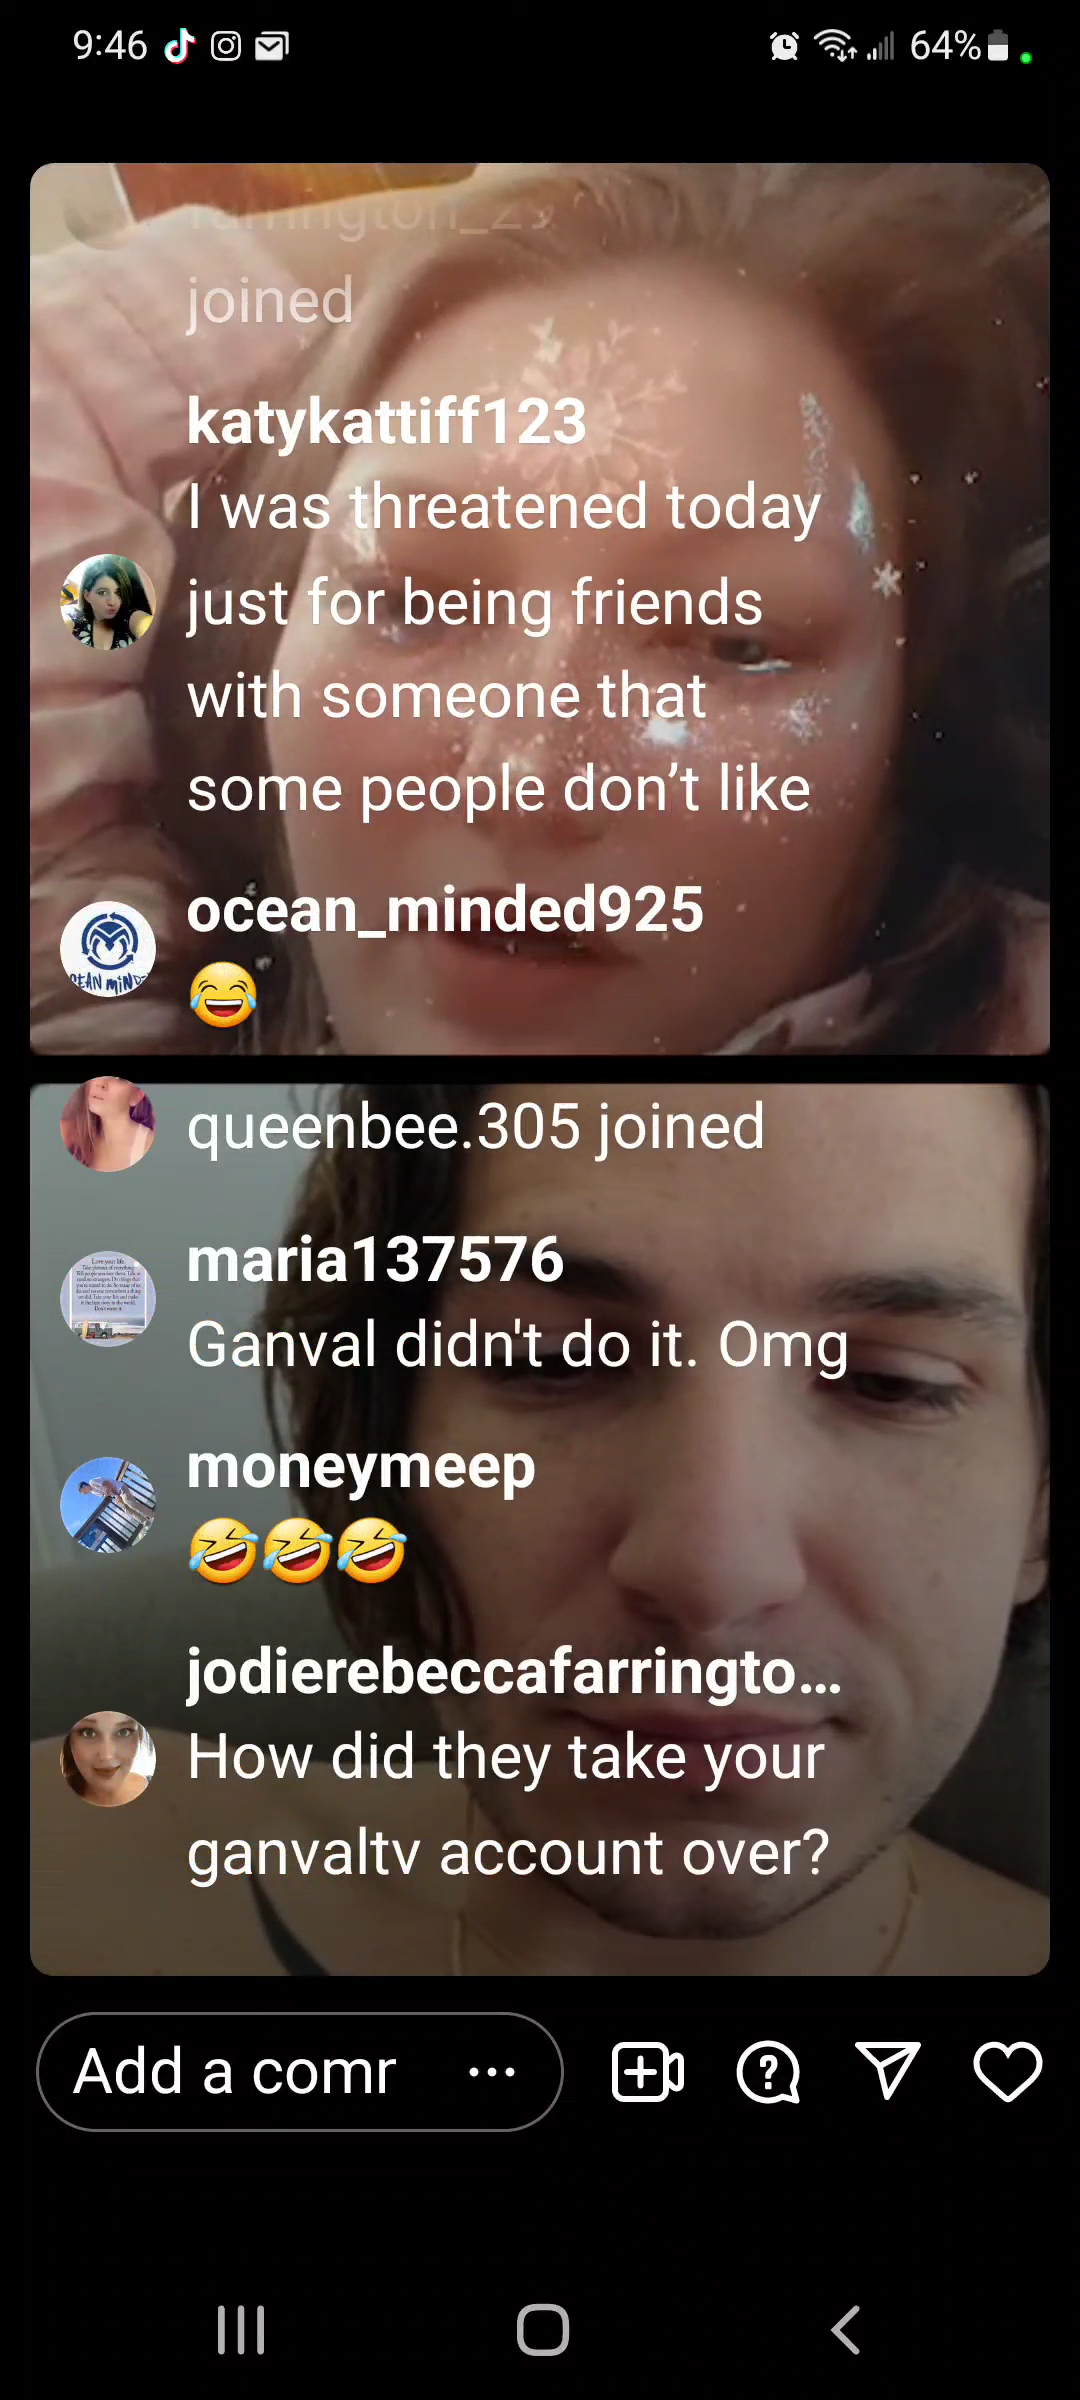 9:46
64%
joined
katykattiff123
I was threatened today
just for being friends
with someone that
some people don’t like
ocean_minded925
😂
queenbee.305 joined
maria137576
Ganval didn't do it. Omg
moneymeep
🤣🤣🤣
jodierebeccafarringto...
How did they take your
ganvaltv account over?
Add a comr